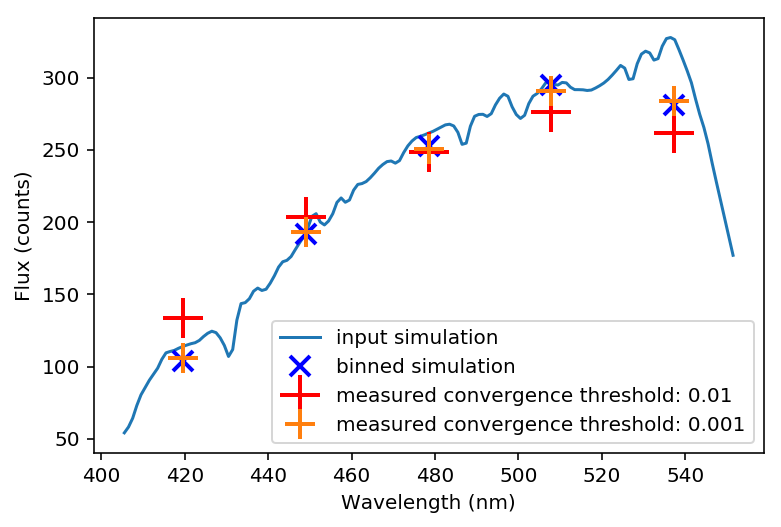 Flux (counts)
300
250
200
150
100
50
input simulation
binned simulation
measured convergence threshold: 0.01
measured convergence threshold: 0.001
400
420
440
460
480
500
520
540
Wavelength (nm)